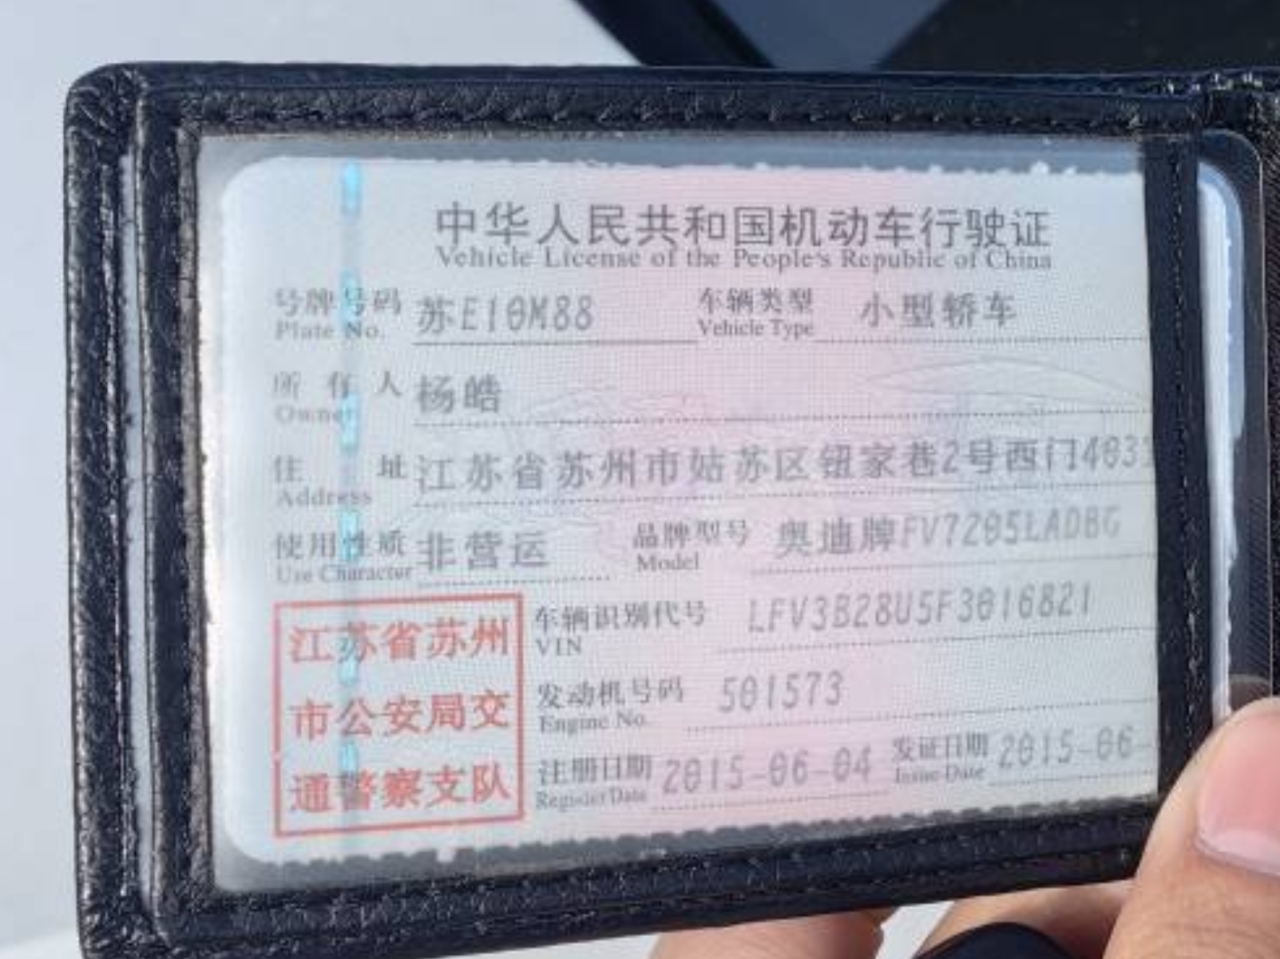 中华人民共和国机动车行驶证
Vehicle License of the People's Republic of China
号牌号码 苏E10M88 车辆类型 小型轿车
Plate No. Vehicle Type
所有人 杨皓
Owner
住址 江苏省苏州市姑苏区钮家巷2号西门403
Address
使用性质 非营运 品牌型号 奥迪牌FV7205LADBG
Use Character Model
江苏省苏州
市公安局交
通警察支队
车辆识别代号 LFV3B28U5F3016821
VIN
发动机号码 501573
Engine No.
注册日期 2015-06-04 发证日期 2015-06-
Register Date Issue Date